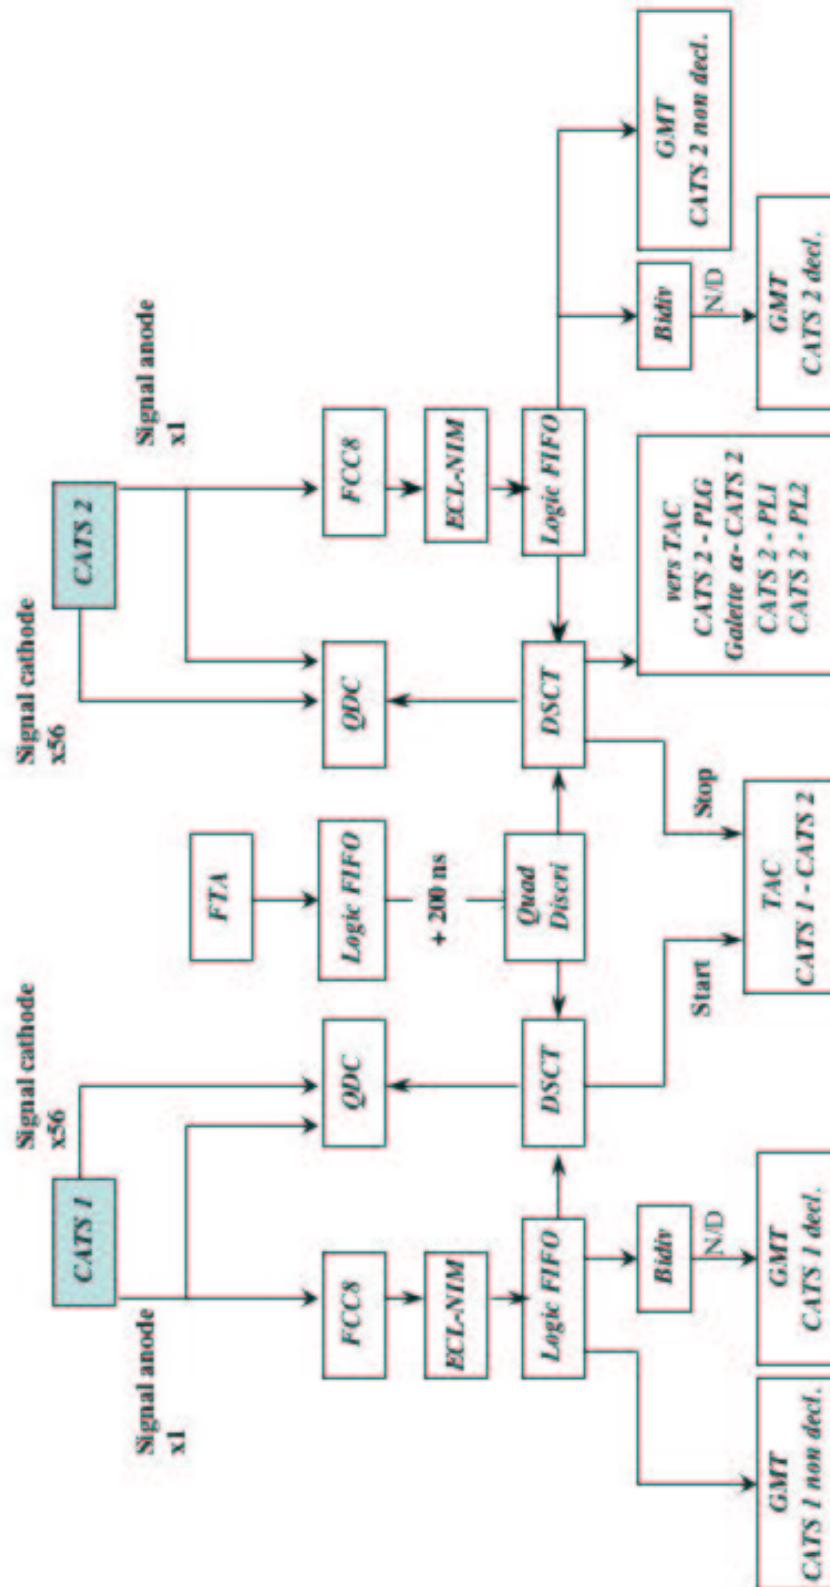 Signal cathode
x56
Signal cathode
x56
CATS 1
CATS 2
Signal anode
x1
Signal anode
x1
FTA
FCC8
QDC
Logic FIFO
QDC
FCC8
ECL-NIM
+ 200 ns
ECL-NIM
Logic FIFO
DSCT
Quad
Discri
DSCT
Logic FIFO
Bidiv
N/D
Start
Stop
Bidiv
N/D
GMT
CATS 2 non decl.
vers TAC
CATS 2 - PLG
Galette α- CATS 2
CATS 2 - PL1
CATS 2 - PL2
GMT
CATS 1 non decl.
GMT
CATS 1 decl.
TAC
CATS 1 - CATS 2
GMT
CATS 2 decl.